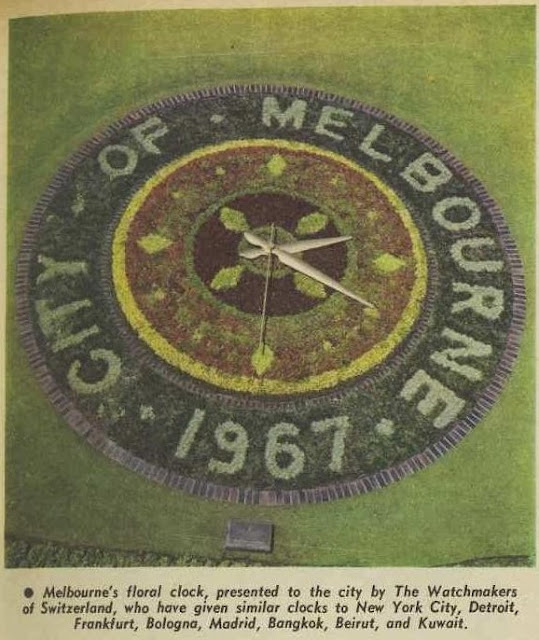 CITY OF · MELBOURNE
1967
● Melbourne's floral clock, presented to the city by The Watchmakers
of Switzerland, who have given similar clocks to New York City, Detroit,
Frankfurt, Bologna, Madrid, Bangkok, Beirut, and Kuwait.